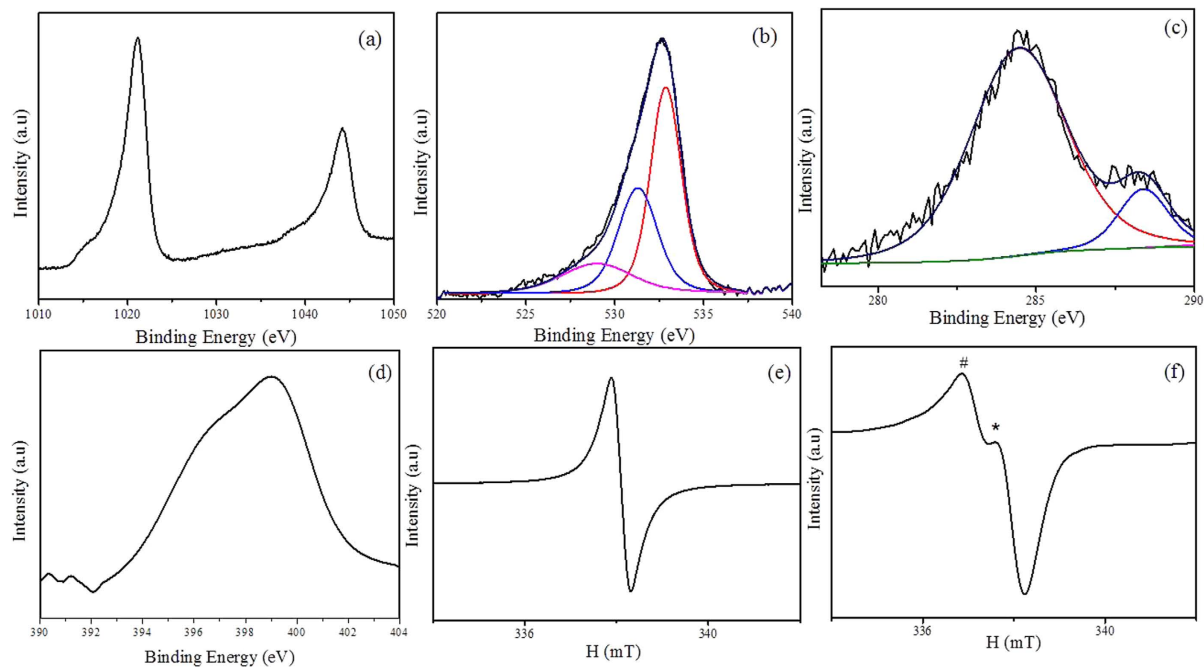 (a)
Intensity (a.u)
1010 1020 1030 1040 1050
Binding Energy (eV)
(b)
Intensity (a.u)
520 525 530 535 540
Binding Energy (eV)
(c)
Intensity (a.u)
280 285 290
Binding Energy (eV)
(d)
Intensity (a.u)
390 392 394 396 398 400 402 404
Binding Energy (eV)
(e)
Intensity (a.u)
336 340
H (mT)
(f)
#
*
Intensity (a.u)
336 340
H (mT)